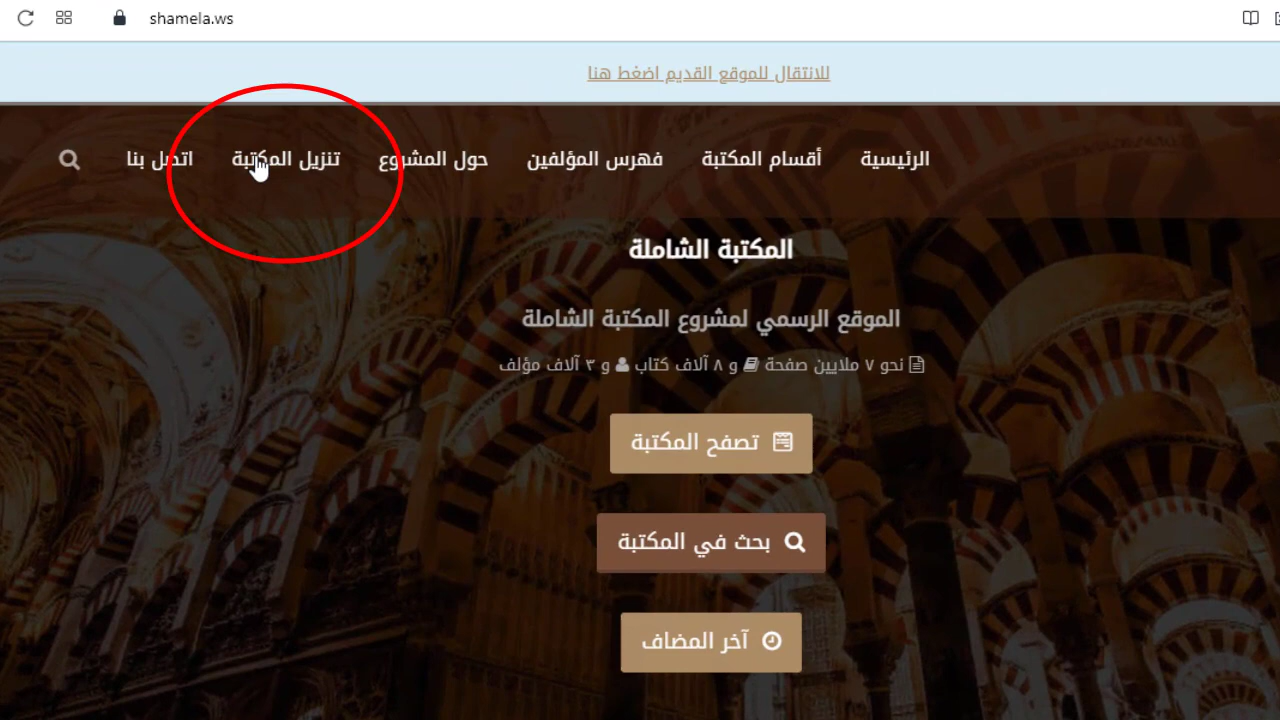 shamela.ws
للانتقال للموقع القديم اضغط هنا
الرئيسية أقسام المكتبة فهرس المؤلفين حول المشروع تنزيل المكتبة اتصل بنا
المكتبة الشاملة
الموقع الرسمي لمشروع المكتبة الشاملة
نحو ٧ ملايين صفحة و ٨ آلاف كتاب و ٣ آلاف مؤلف
تصفح المكتبة
بحث في المكتبة
آخر المضاف